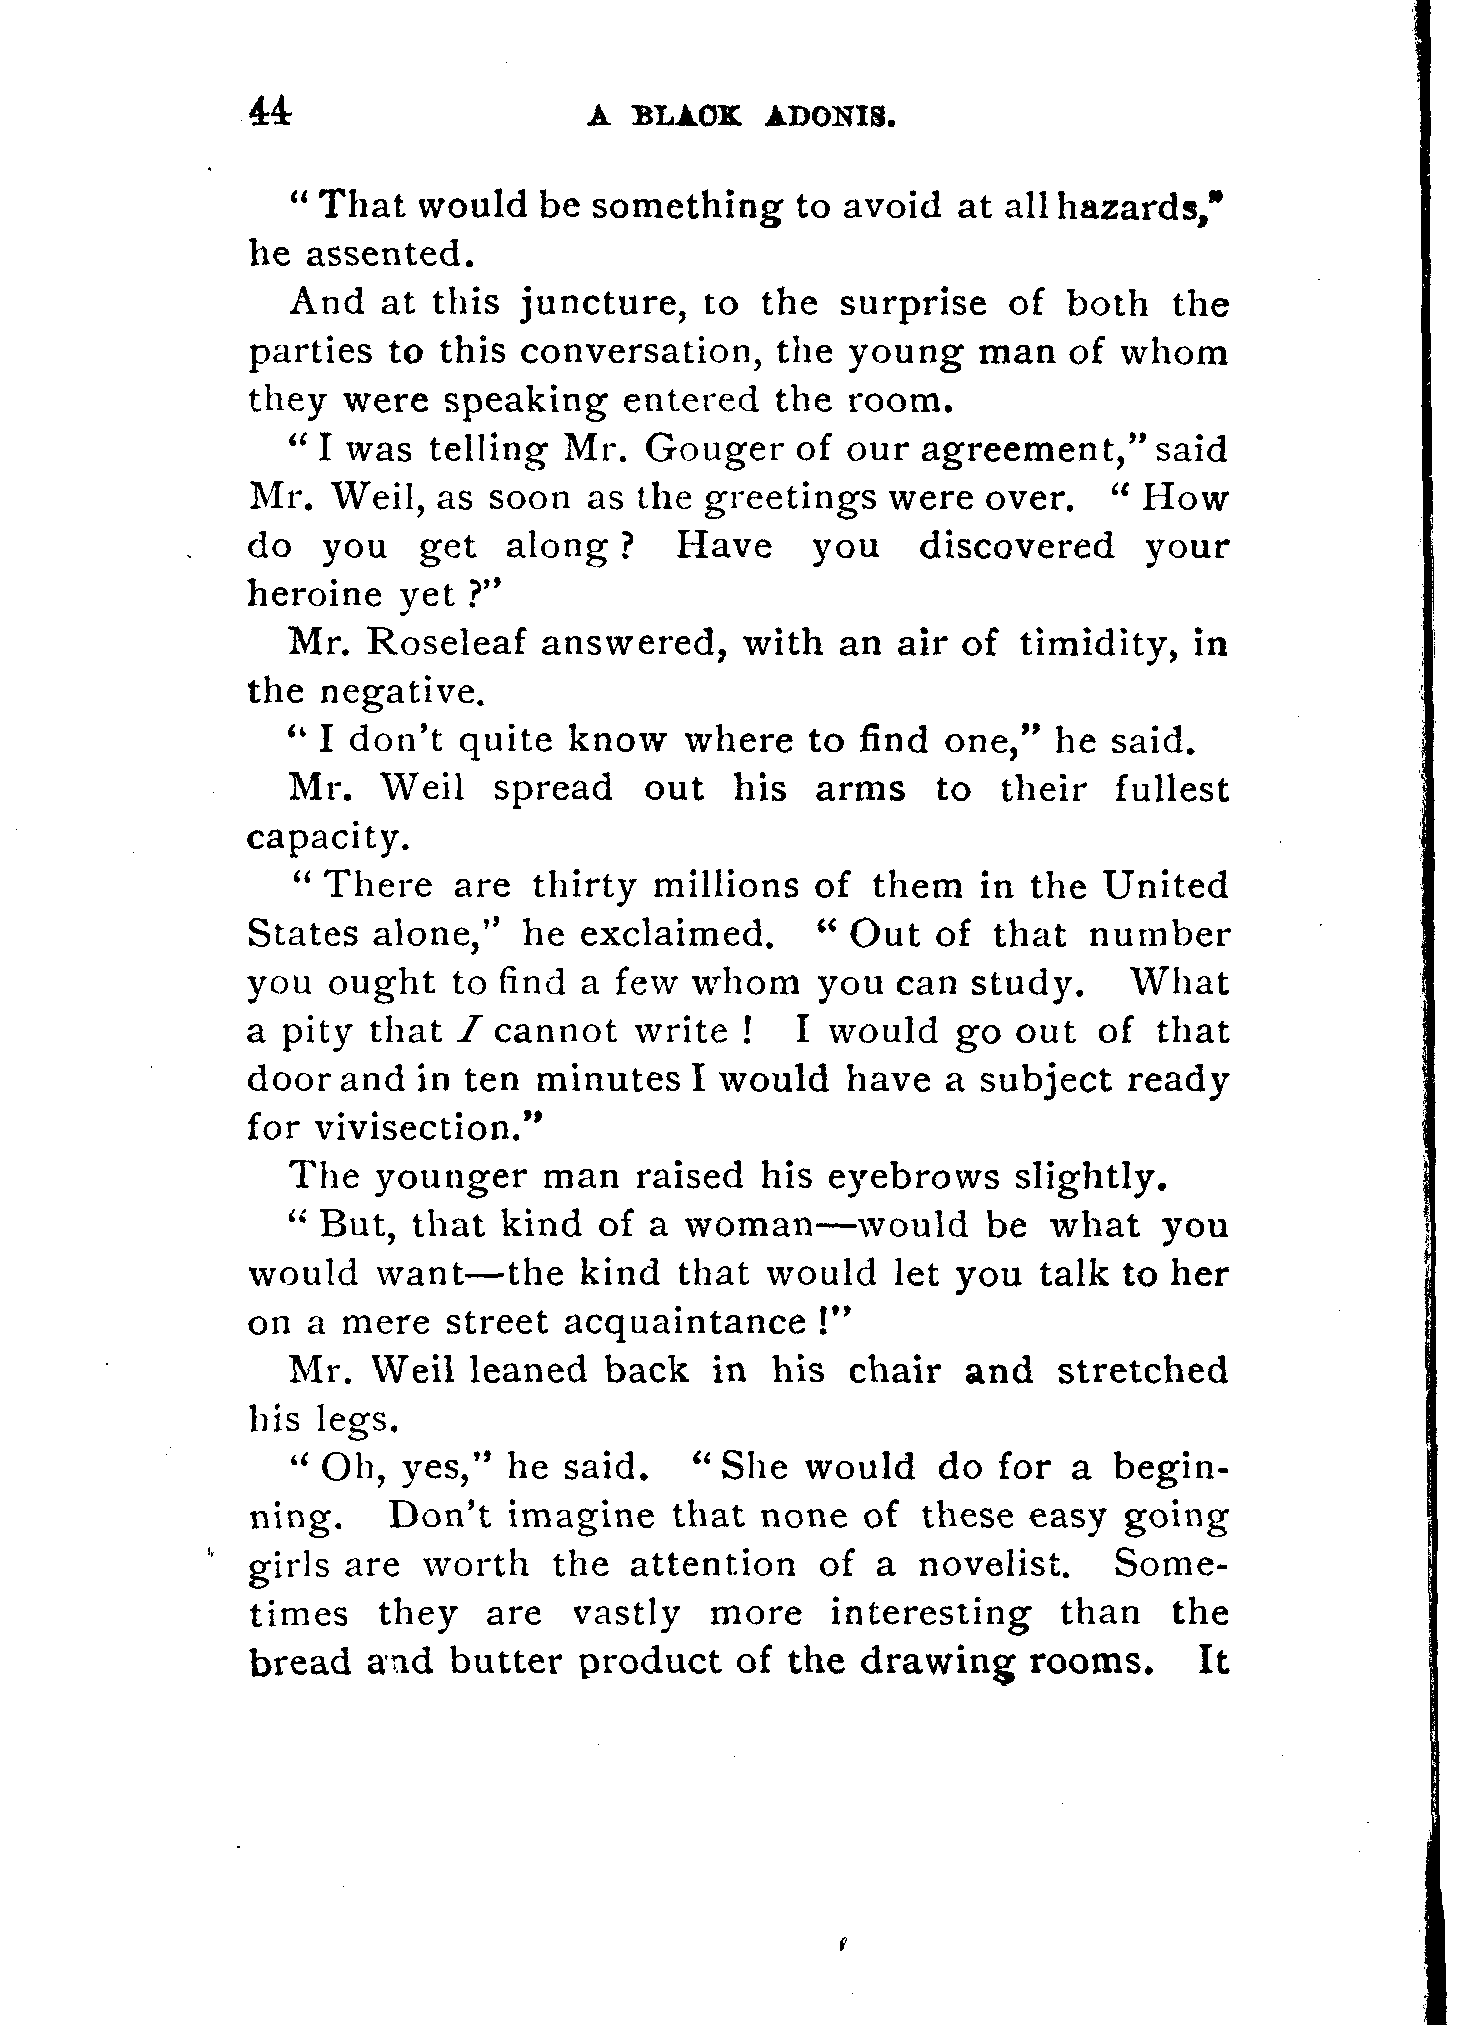 44 A BLACK ADONIS.
" That would be something to avoid at all hazards,"
he assented.
And at this juncture, to the surprise of both the
parties to this conversation, the young man of whom
they were speaking entered the room.
" I was telling Mr. Gouger of our agreement," said
Mr. Weil, as soon as the greetings were over. " How
do you get along ? Have you discovered your
heroine yet ?"
Mr. Roseleaf answered, with an air of timidity, in
the negative.
" I don't quite know where to find one," he said.
Mr. Weil spread out his arms to their fullest
capacity.
" There are thirty millions of them in the United
States alone," he exclaimed. " Out of that number
you ought to find a few whom you can study. What
a pity that I cannot write ! I would go out of that
door and in ten minutes I would have a subject ready
for vivisection."
The younger man raised his eyebrows slightly.
" But, that kind of a woman—would be what you
would want—the kind that would let you talk to her
on a mere street acquaintance !"
Mr. Weil leaned back in his chair and stretched
his legs.
" Oh, yes," he said. " She would do for a begin-
ning. Don't imagine that none of these easy going
girls are worth the attention of a novelist. Some-
times they are vastly more interesting than the
bread and butter product of the drawing rooms. It